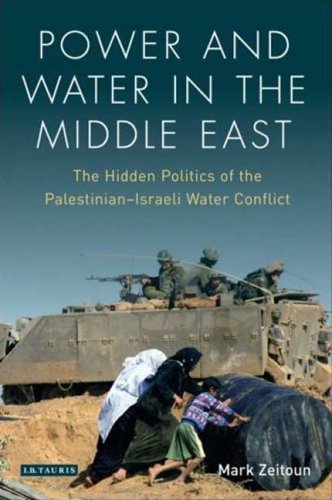 POWER AND
WATER IN THE
MIDDLE EAST
The Hidden Politics of the
Palestinian–Israeli Water Conflict
I.B.TAURIS
Mark Zeitoun